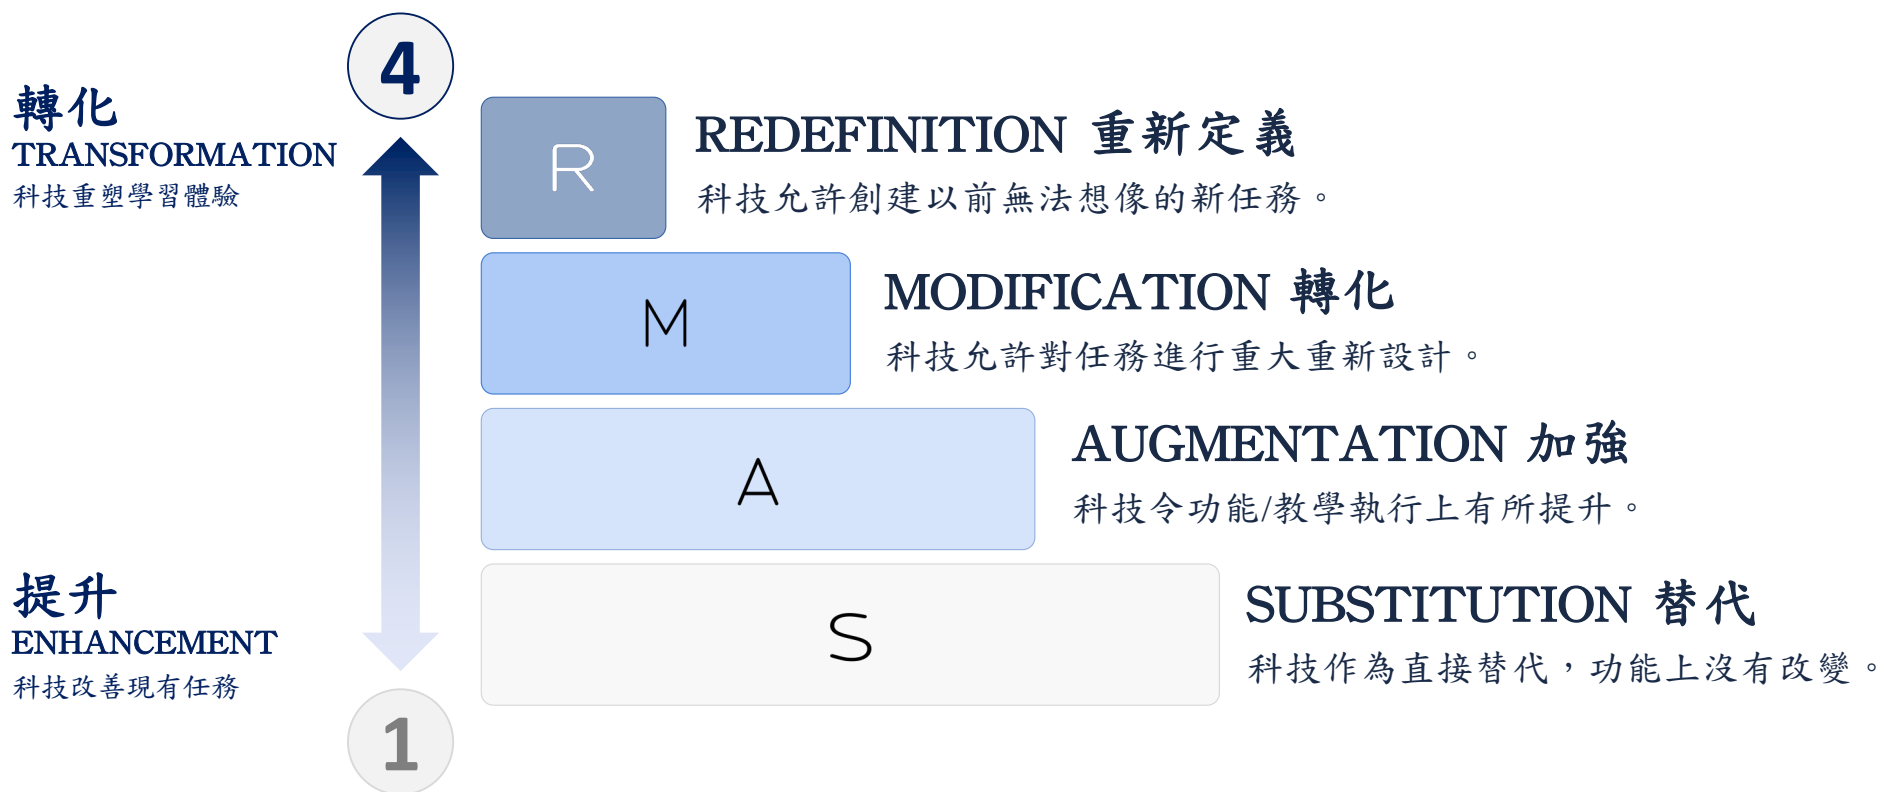 4
轉化
TRANSFORMATION
科技重塑學習體驗
R
REDEFINITION 重新定義
科技允許創建以前無法想像的新任務。
M
MODIFICATION 轉化
科技允許對任務進行重大重新設計。
A
AUGMENTATION 加強
科技令功能/教學執行上有所提升。
提升
ENHANCEMENT
科技改善現有任務
S
SUBSTITUTION 替代
科技作為直接替代，功能上沒有改變。
1